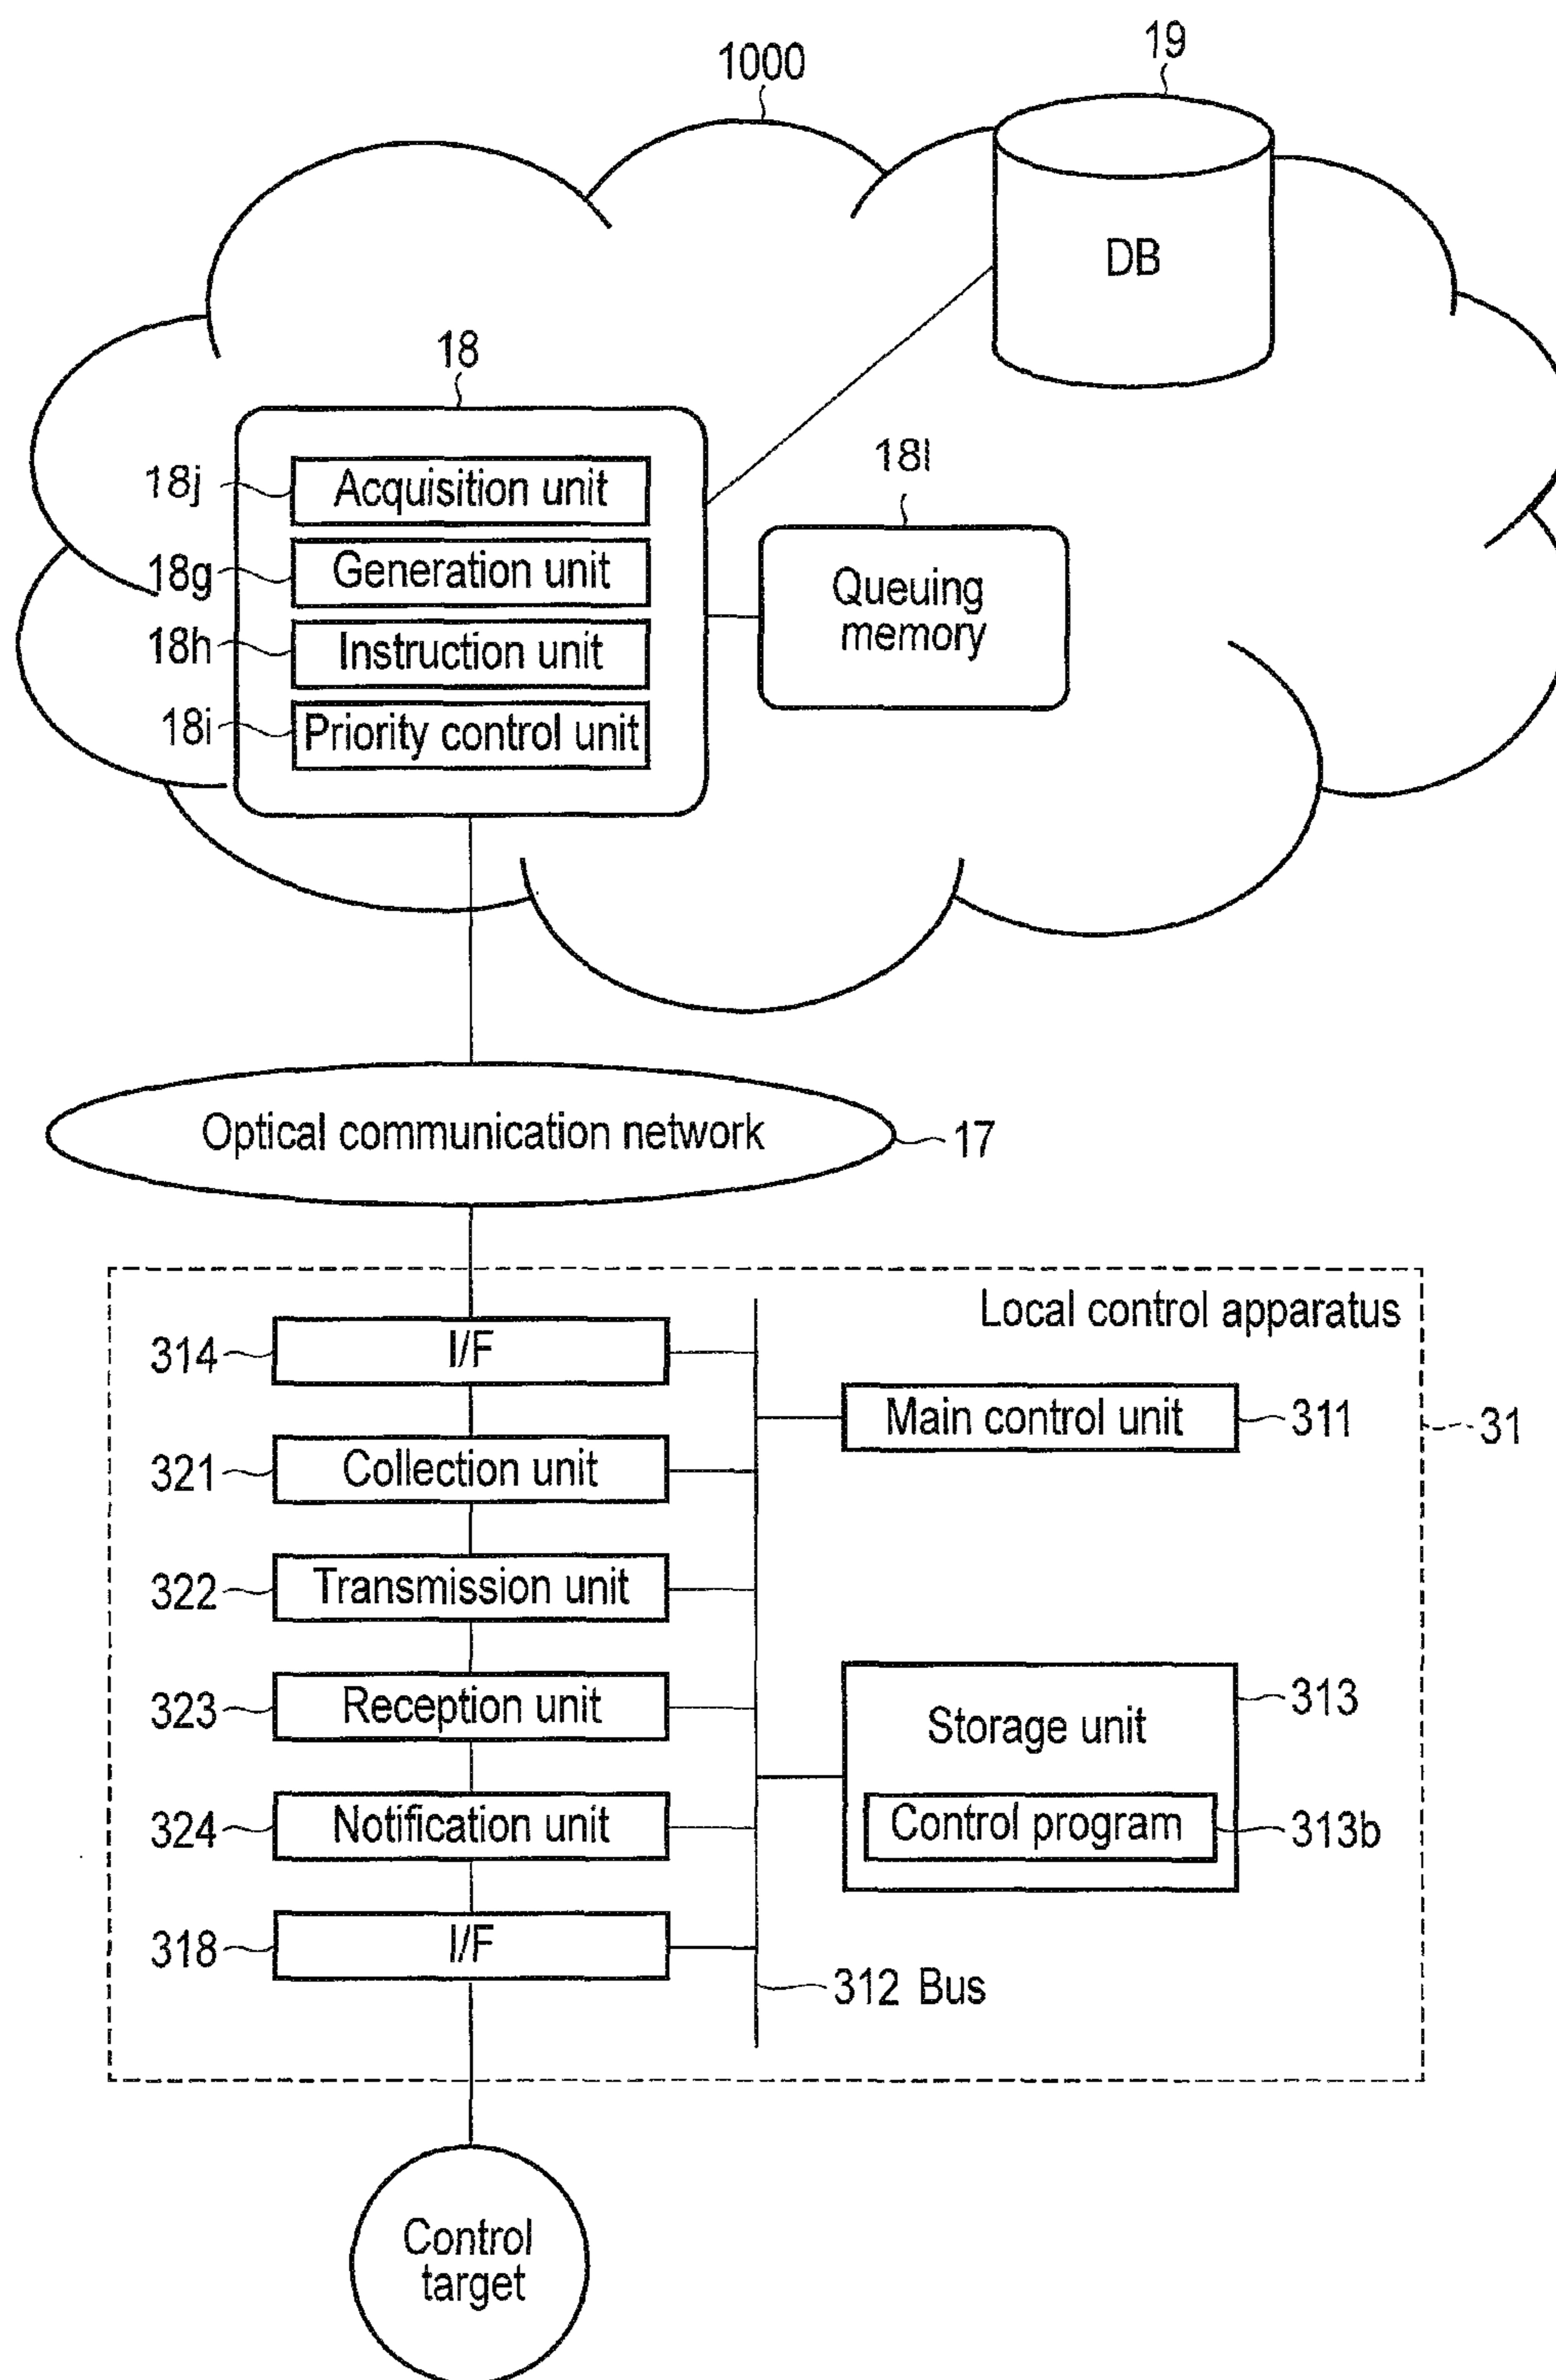 1000
19
DB
18
18j
Acquisition unit
18g
Generation unit
18h
Instruction unit
18i
Priority control unit
18l
Queuing
memory
Optical communication network
17
Local control apparatus
314
I/F
Main control unit
311
31
321
Collection unit
322
Transmission unit
323
Reception unit
Storage unit
313
324
Notification unit
Control program
313b
318
I/F
312 Bus
Control
target